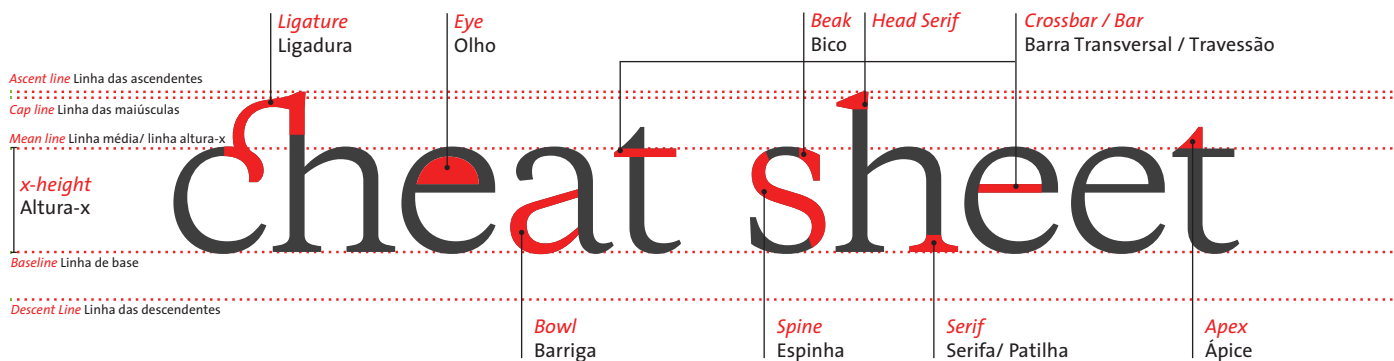 Ligature
Ligadura
Eye
Olho
Beak
Bico
Head Serif
Crossbar / Bar
Barra Transversal / Travessão
Ascent line Linha das ascendentes
Cap line Linha das maiúsculas
Mean line Linha média/ linha altura-x
x-height
Altura-x
cheat sheet
Baseline Linha de base
Descent Line Linha das descendentes
Bowl
Barriga
Spine
Espinha
Serif
Serifa/ Patilha
Apex
Ápice